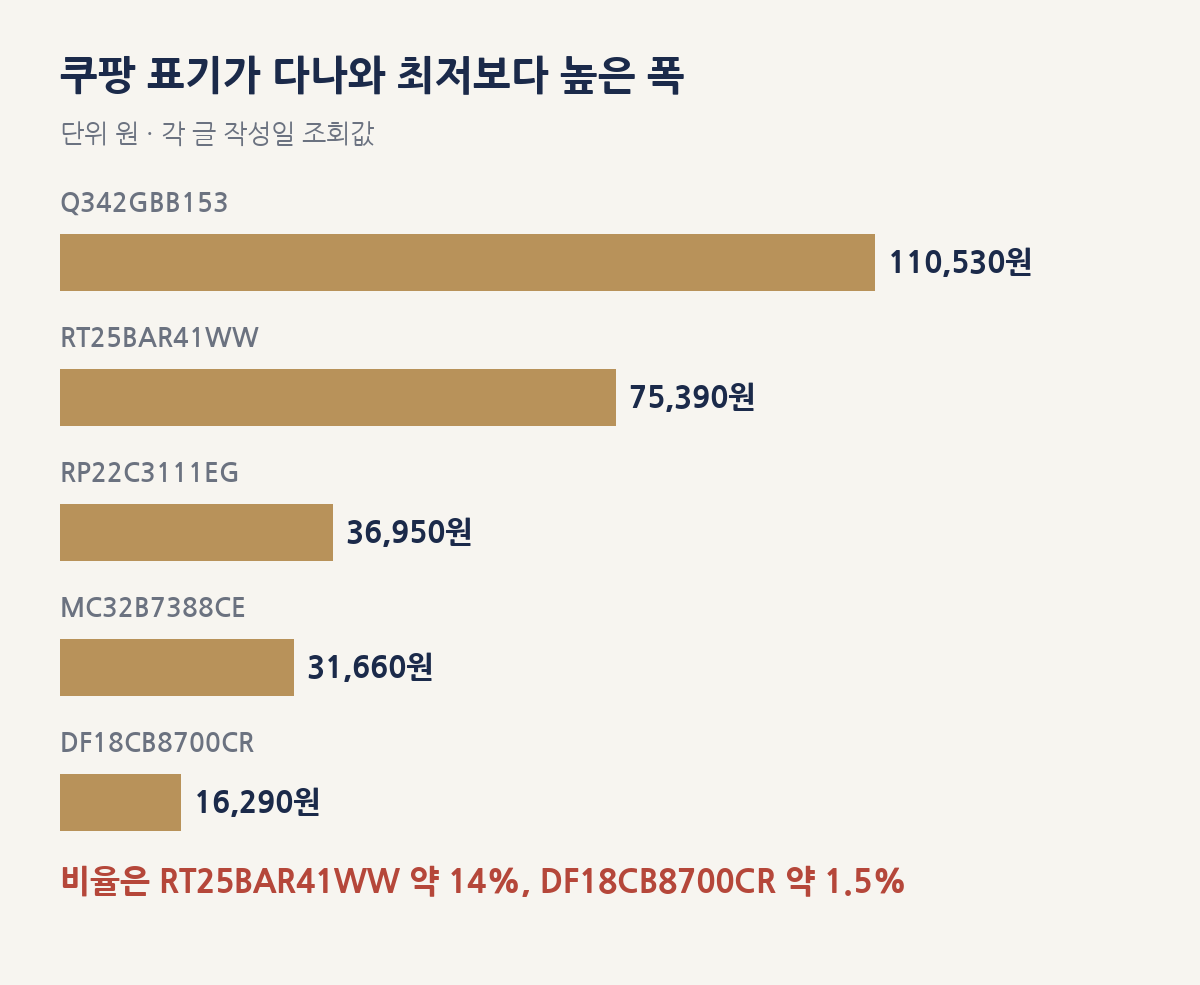 쿠팡 표기가 다나와 최저보다 높은 폭
단위 원 · 각 글 작성일 조회값
Q342GBB153
110,530원
RT25BAR41WW
75,390원
RP22C3111EG
36,950원
MC32B7388CE
31,660원
DF18CB8700CR
16,290원
비율은 RT25BAR41WW 약 14%, DF18CB8700CR 약 1.5%